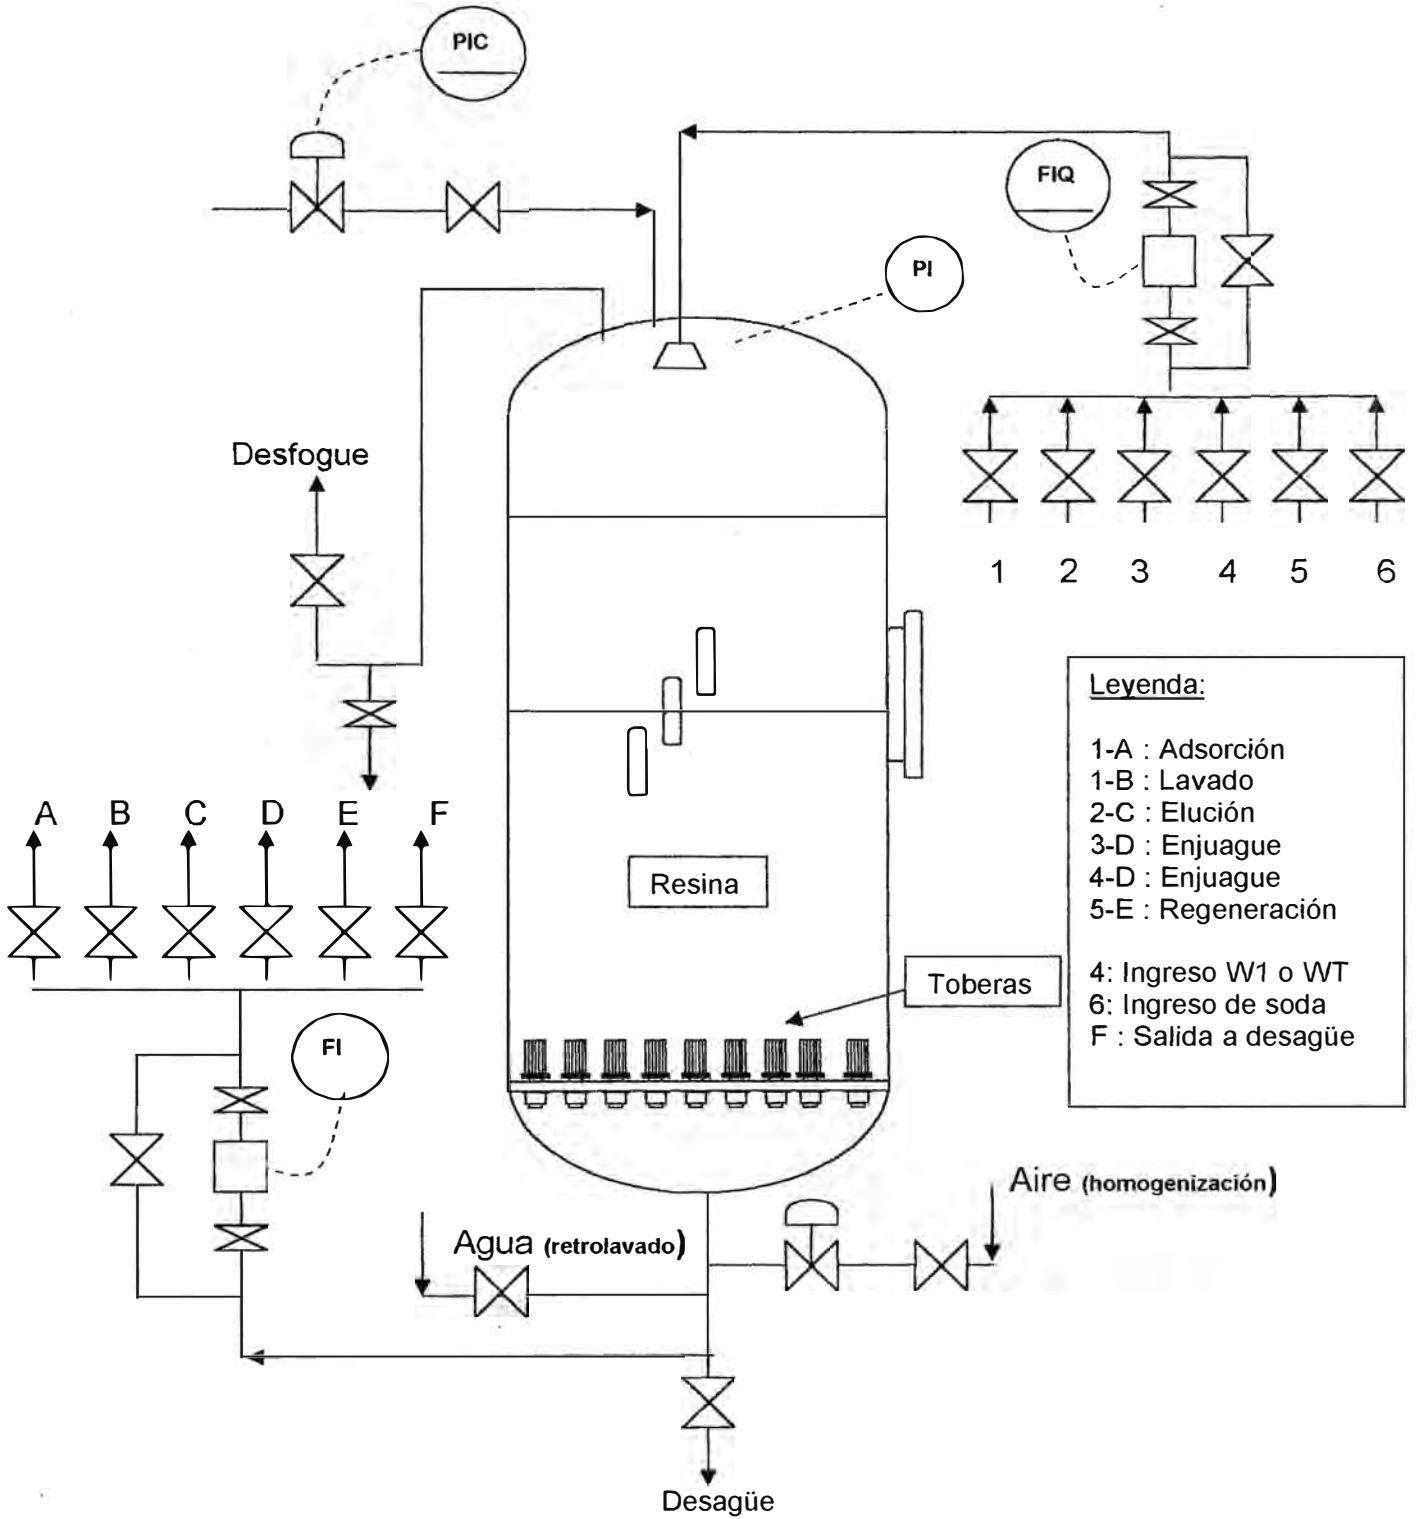 PIC
FIQ
PI
Desfogue
1 2 3 4 5 6
Leyenda:
1-A : Adsorción
1-B : Lavado
2-C : Elución
3-D : Enjuague
4-D : Enjuague
5-E : Regeneración
4: Ingreso W1 o WT
6: Ingreso de soda
F : Salida a desagüe
A B C D E F
Resina
Toberas
FI
Aire (homogenización)
Agua (retrolavado)
Desagüe